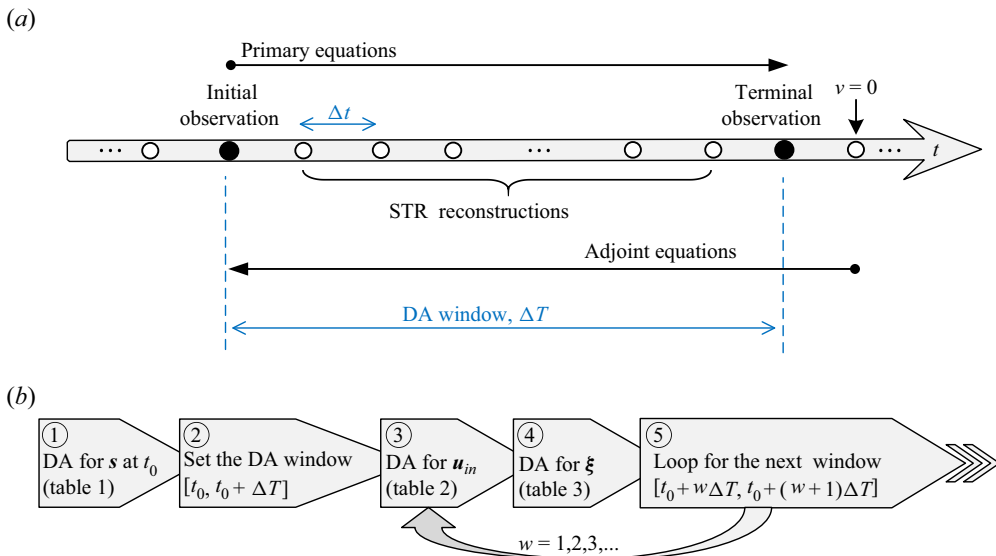 (a)
Primary equations
Initial observation
Δt
Terminal observation
v = 0
... ... ... t
STR reconstructions
Adjoint equations
DA window, ΔT
(b)
1 2 3 4 5
DA for s at t0
(table 1)
Set the DA window
[t0, t0 + ΔT]
DA for uin
(table 2)
DA for ξ
(table 3)
Loop for the next window
[t0 + wΔT, t0 + (w + 1)ΔT]
w = 1,2,3,...